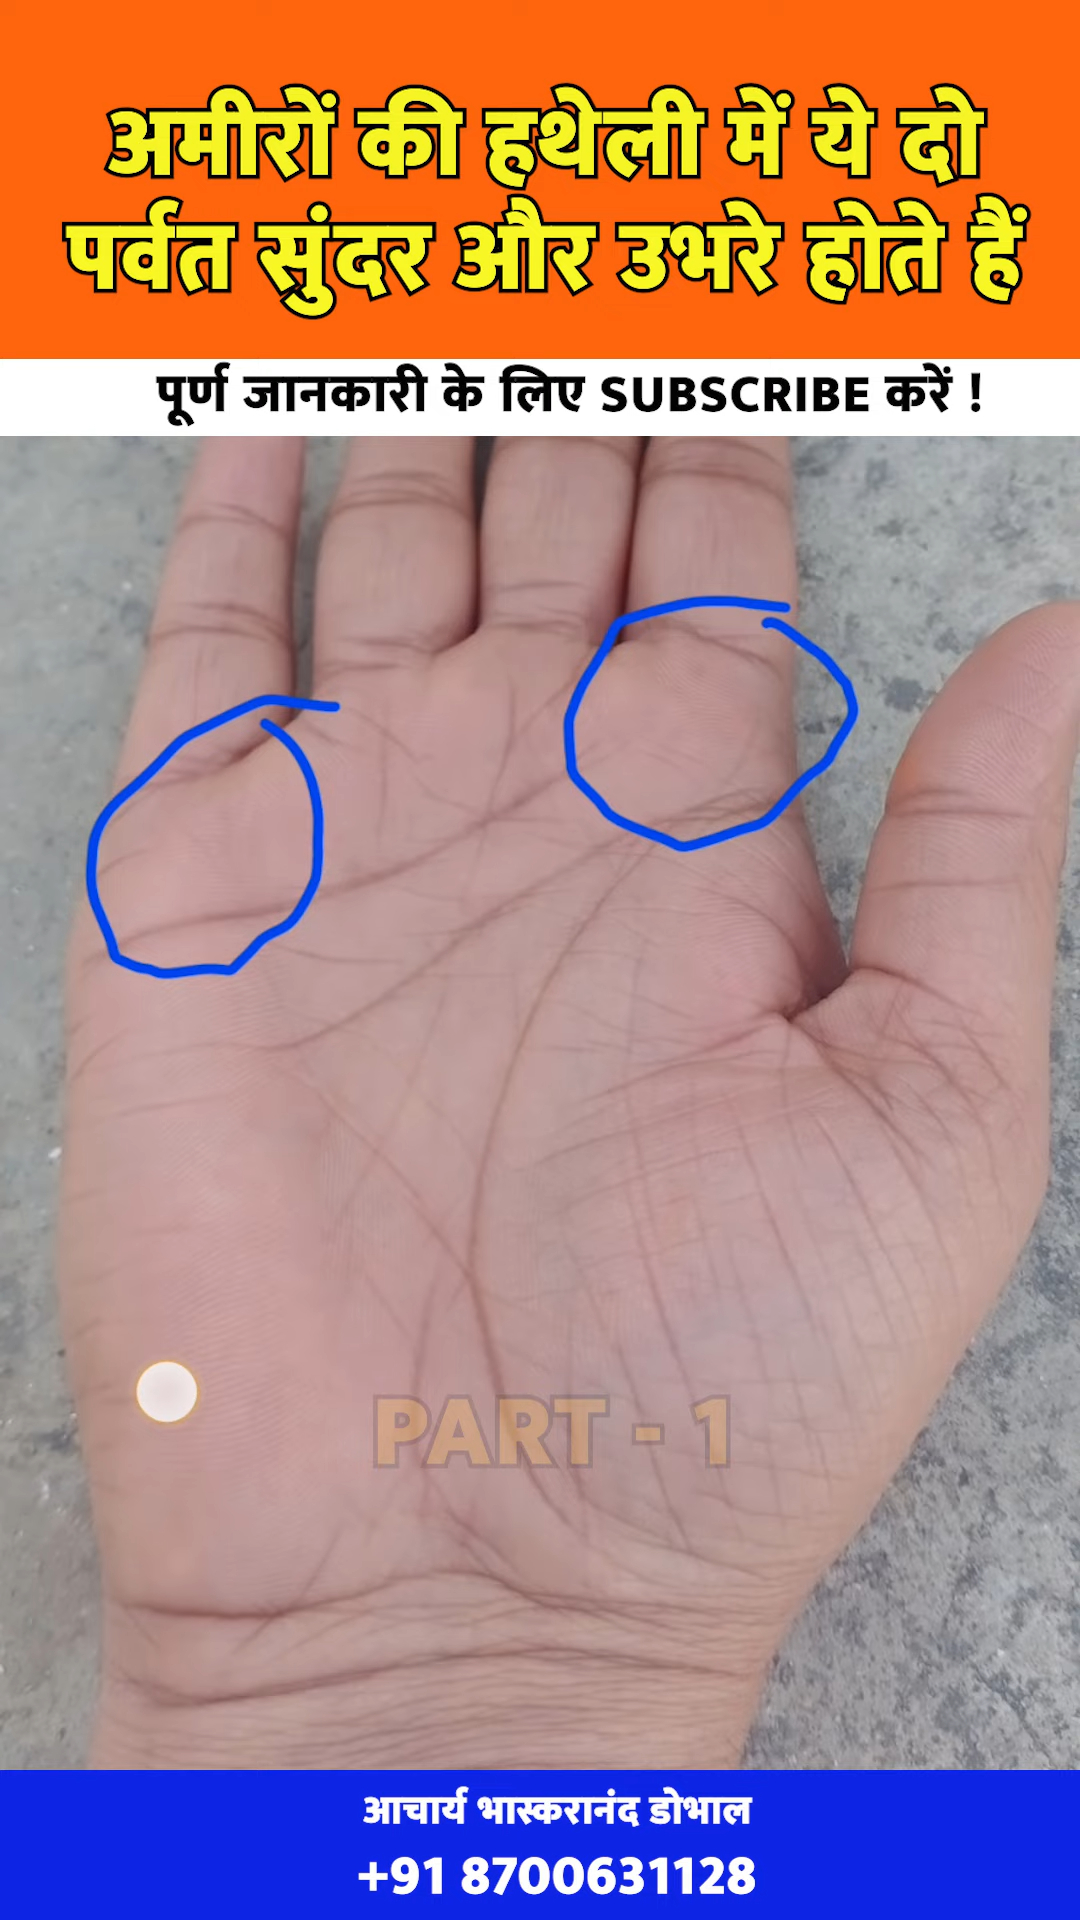 अमीरों की हथेली में ये दो
पर्वत सुंदर और उभरे होते हैं
पूर्ण जानकारी के लिए SUBSCRIBE करें !
PART - 1
आचार्य भास्करानंद डोभाल
+91 8700631128